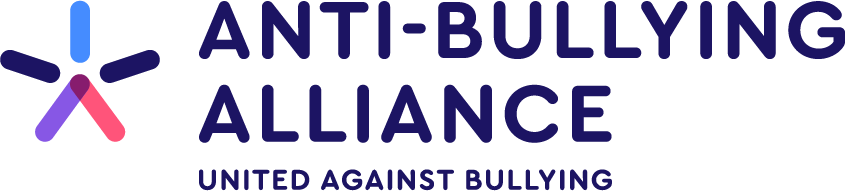 ANTI-BULLYING
ALLIANCE
UNITED AGAINST BULLYING